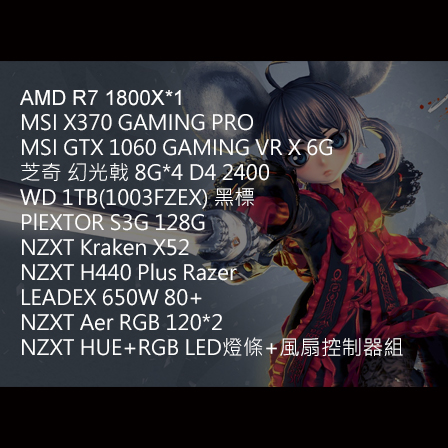 AMD R7 1800X*1
MSI X370 GAMING PRO
MSI GTX 1060 GAMING VR X 6G
芝奇 幻光戟 8G*4 D4 2400
WD 1TB(1003FZEX) 黑標
PIEXTOR S3G 128G
NZXT Kraken X52
NZXT H440 Plus Razer
LEADEX 650W 80+
NZXT Aer RGB 120*2
NZXT HUE+RGB LED燈條+風扇控制器組